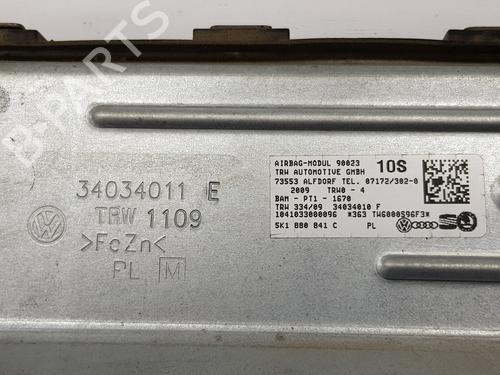 34034011 E
TRW 1109
>FeZn<
PL M
AIRBAG-MODUL 90023
10S
TRW AUTOMOTIVE GMBH
73553 ALFDORF TEL. 07172/302-0
2009 TRW0 - 4
BAM - PT1 - 1670
TRW 334/09 34034010 F
1041033000096 *363 TW6000S96F3*
5K1 880 841 C PL
B-PARTS